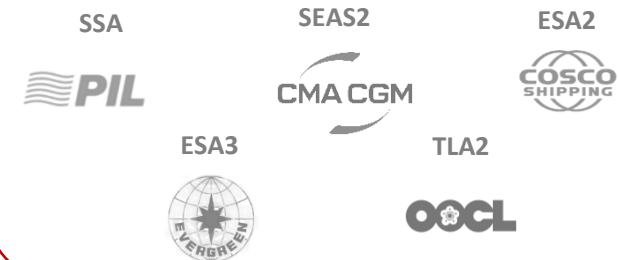 SSA
SEAS2
ESA2
PIL
CMA CGM
COSCO
SHIPPING
ESA3
TLA2
EVERGREEN
OOCL